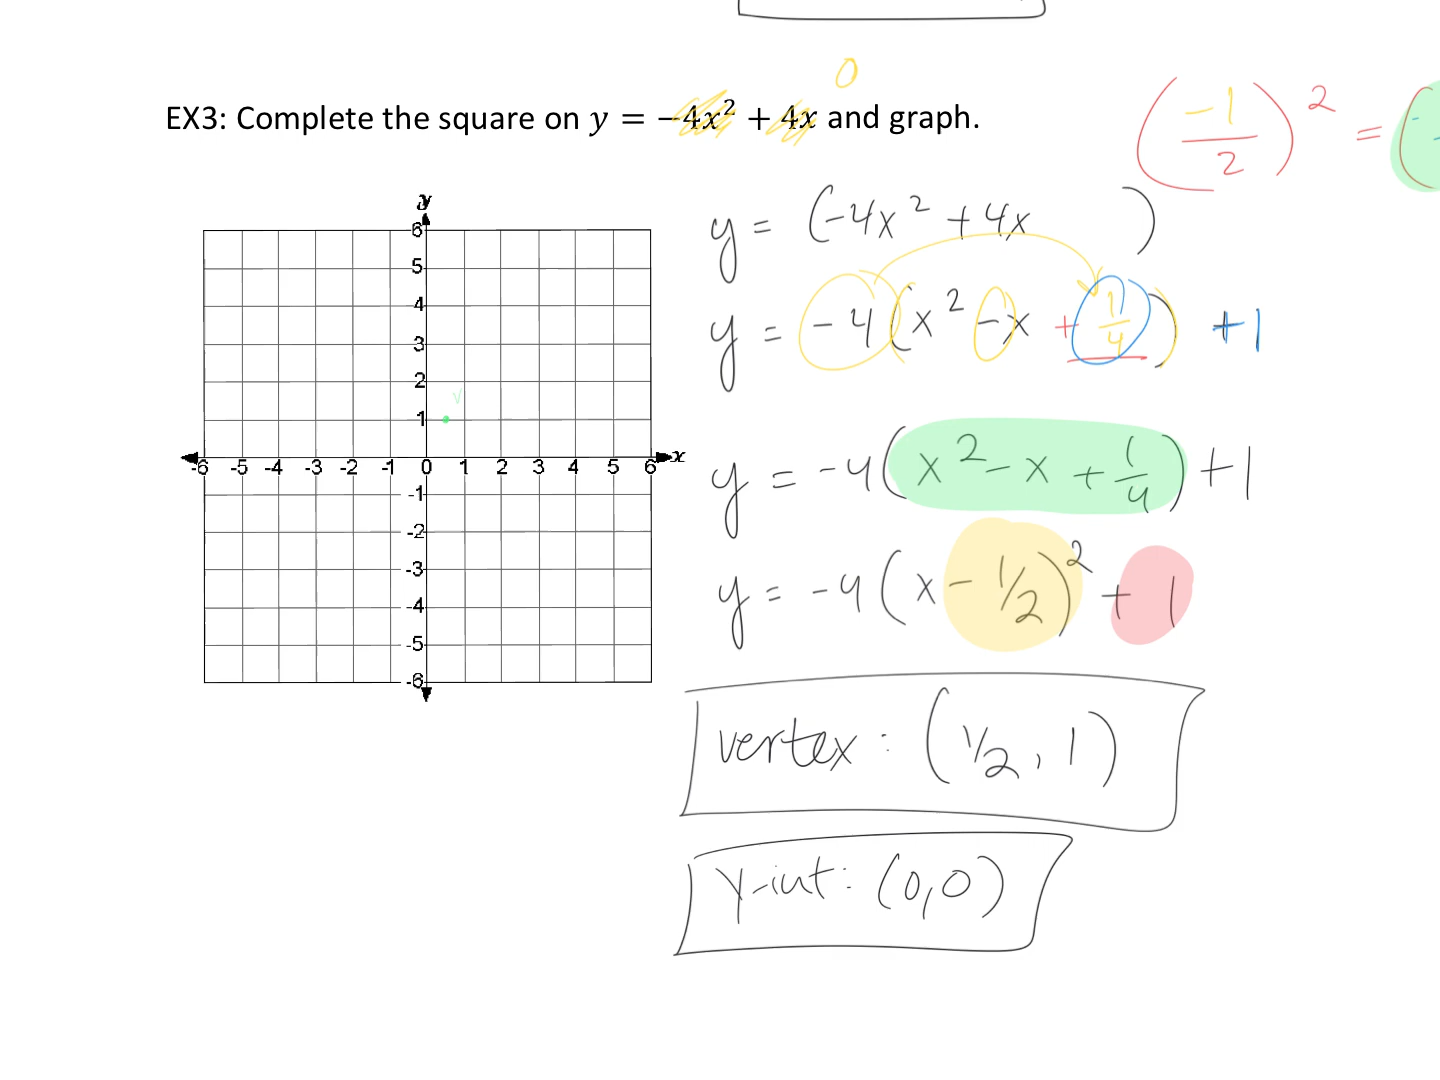 0
EX3: Complete the square on y = −4x² + 4x and graph.
(-1/2)² = (
y
6
5
4
3
2
1
-6 -5 -4 -3 -2 -1 0 1 2 3 4 5 6 x
-1
-2
-3
-4
-5
-6
v
y = (-4x² + 4x )
y = -4(x² - x + 1/4) + 1
y = -4(x² - x + 1/4) + 1
y = -4(x - 1/2)² + 1
vertex: (1/2, 1)
y-int: (0,0)